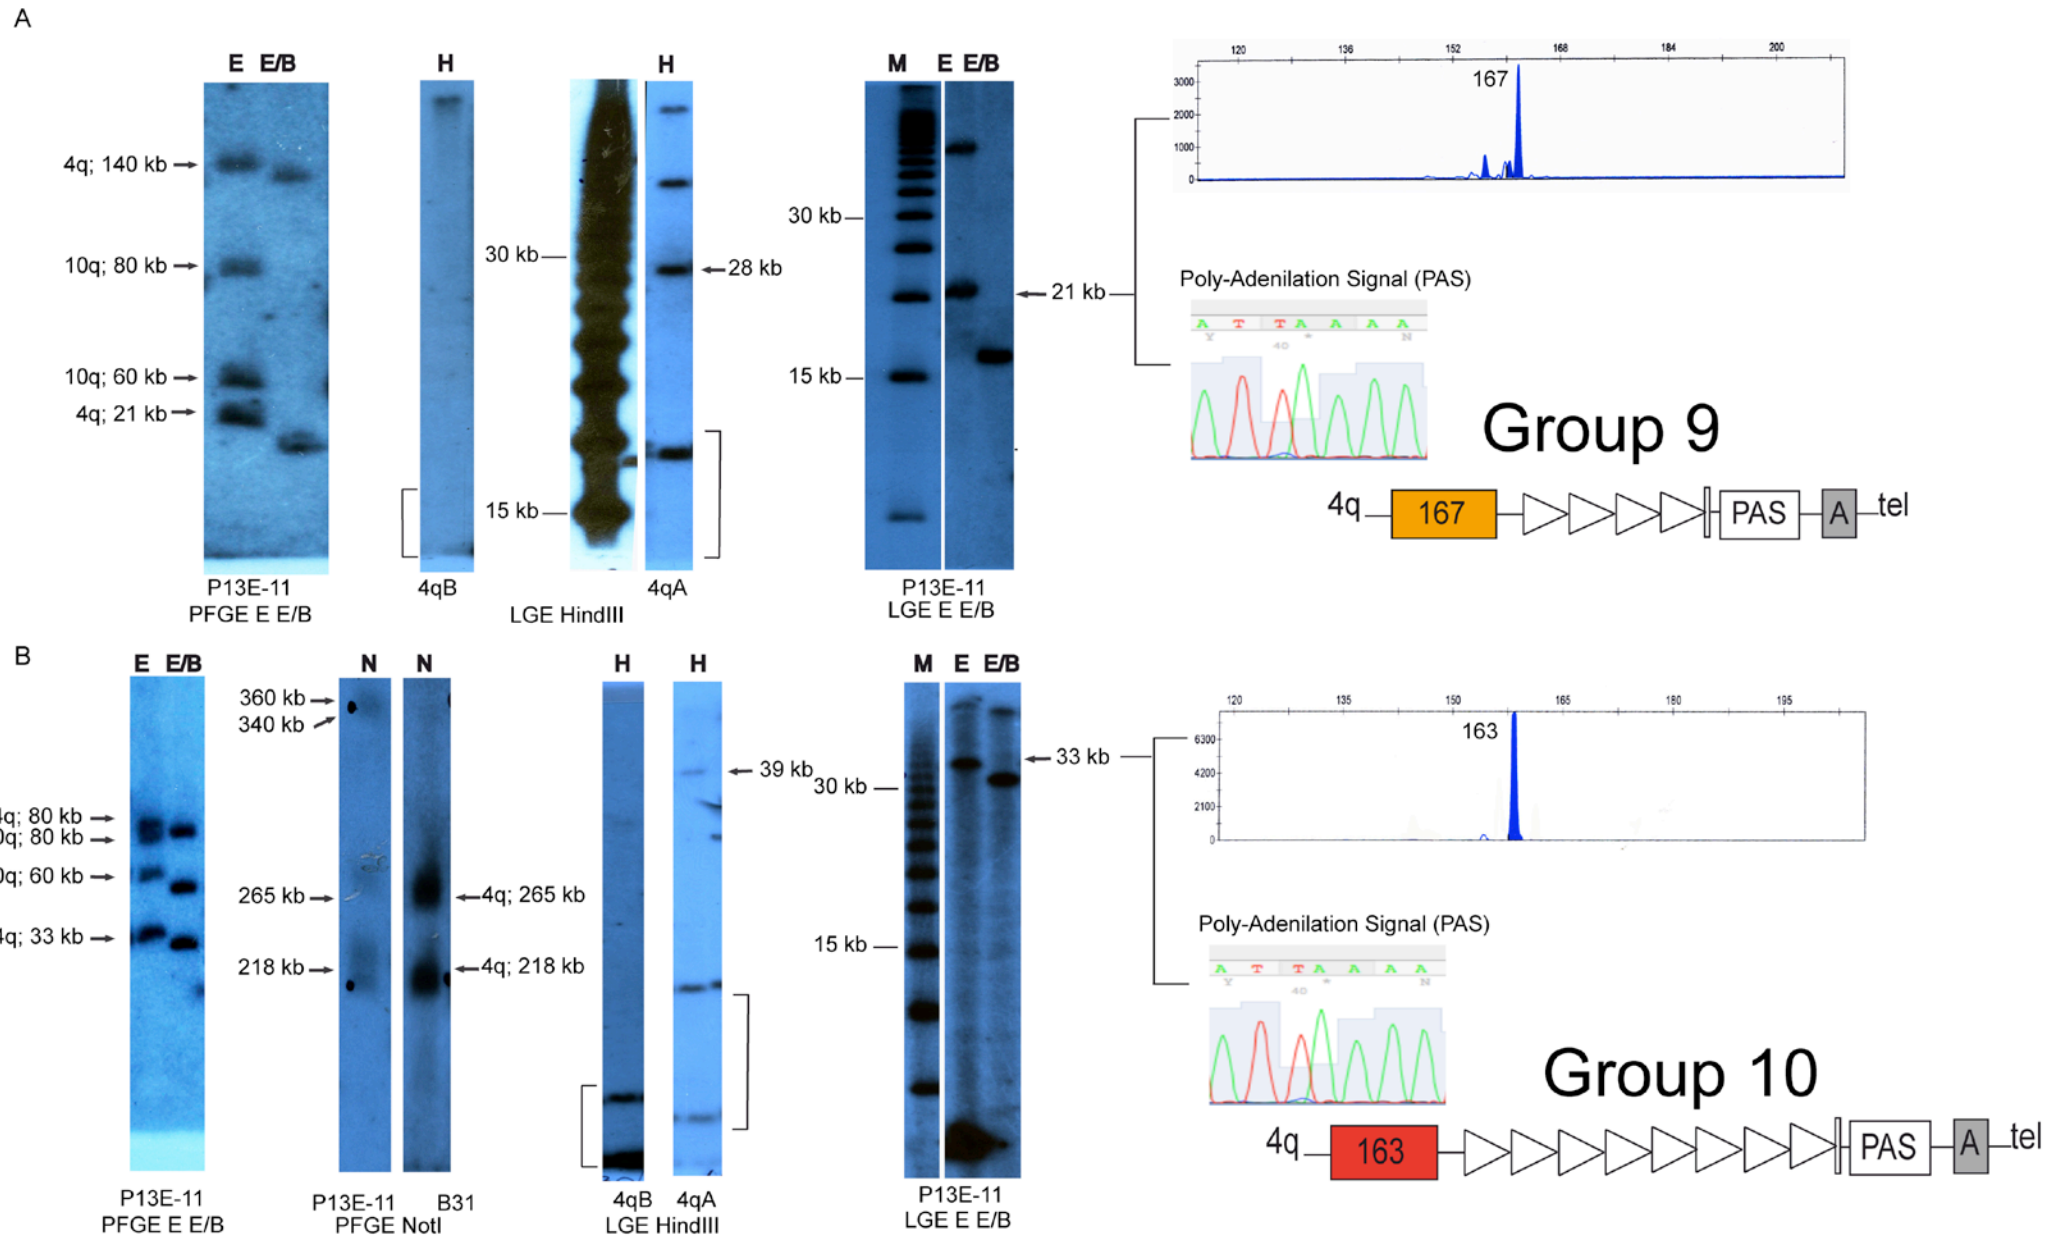 A
E E/B
H
H
M E E/B
4q; 140 kb
10q; 80 kb
10q; 60 kb
4q; 21 kb
30 kb
15 kb
28 kb
30 kb
15 kb
21 kb
P13E-11
PFGE E E/B
4qB
4qA
LGE HindIII
P13E-11
LGE E E/B
120 136 152 168 184 200
3000
2000
1000
0
167
Poly-Adenilation Signal (PAS)
A T T A A A A
Y 40 * N
Group 9
4q 167 PAS A tel
B
E E/B
N N
H H
M E E/B
4q; 80 kb
0q; 80 kb
0q; 60 kb
4q; 33 kb
360 kb
340 kb
265 kb
218 kb
4q; 265 kb
4q; 218 kb
39 kb
30 kb
15 kb
33 kb
P13E-11
PFGE E E/B
P13E-11 B31
PFGE NotI
4qB 4qA
LGE HindIII
P13E-11
LGE E E/B
120 135 150 165 180 195
6300
4200
2100
0
163
Poly-Adenilation Signal (PAS)
A T T A A A A
Y 40 * N
Group 10
4q 163 PAS A tel